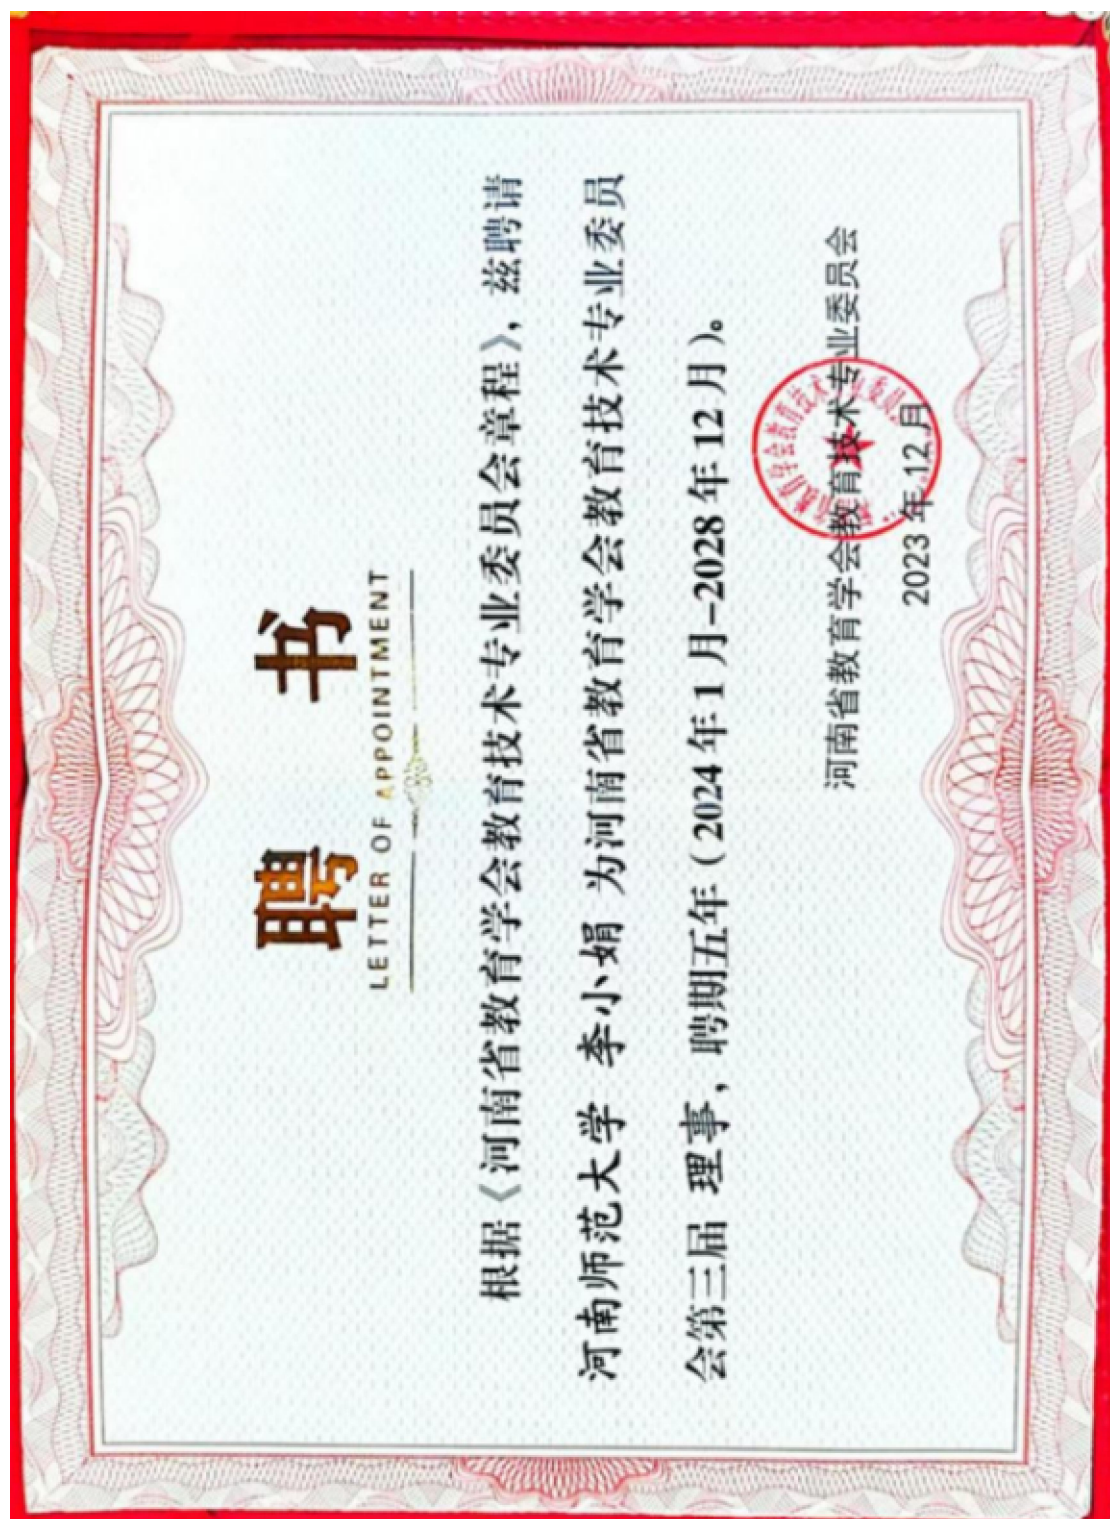 聘 书
LETTER OF APPOINTMENT
根据《河南省教育学会教育技术专业委员会章程》，兹聘请
河南师范大学 李小娟 为河南省教育学会教育技术专业委员
会第三届 理事，聘期五年（2024年1月-2028年12月）。
河南省教育学会教育技术专业委员会
2023年12月